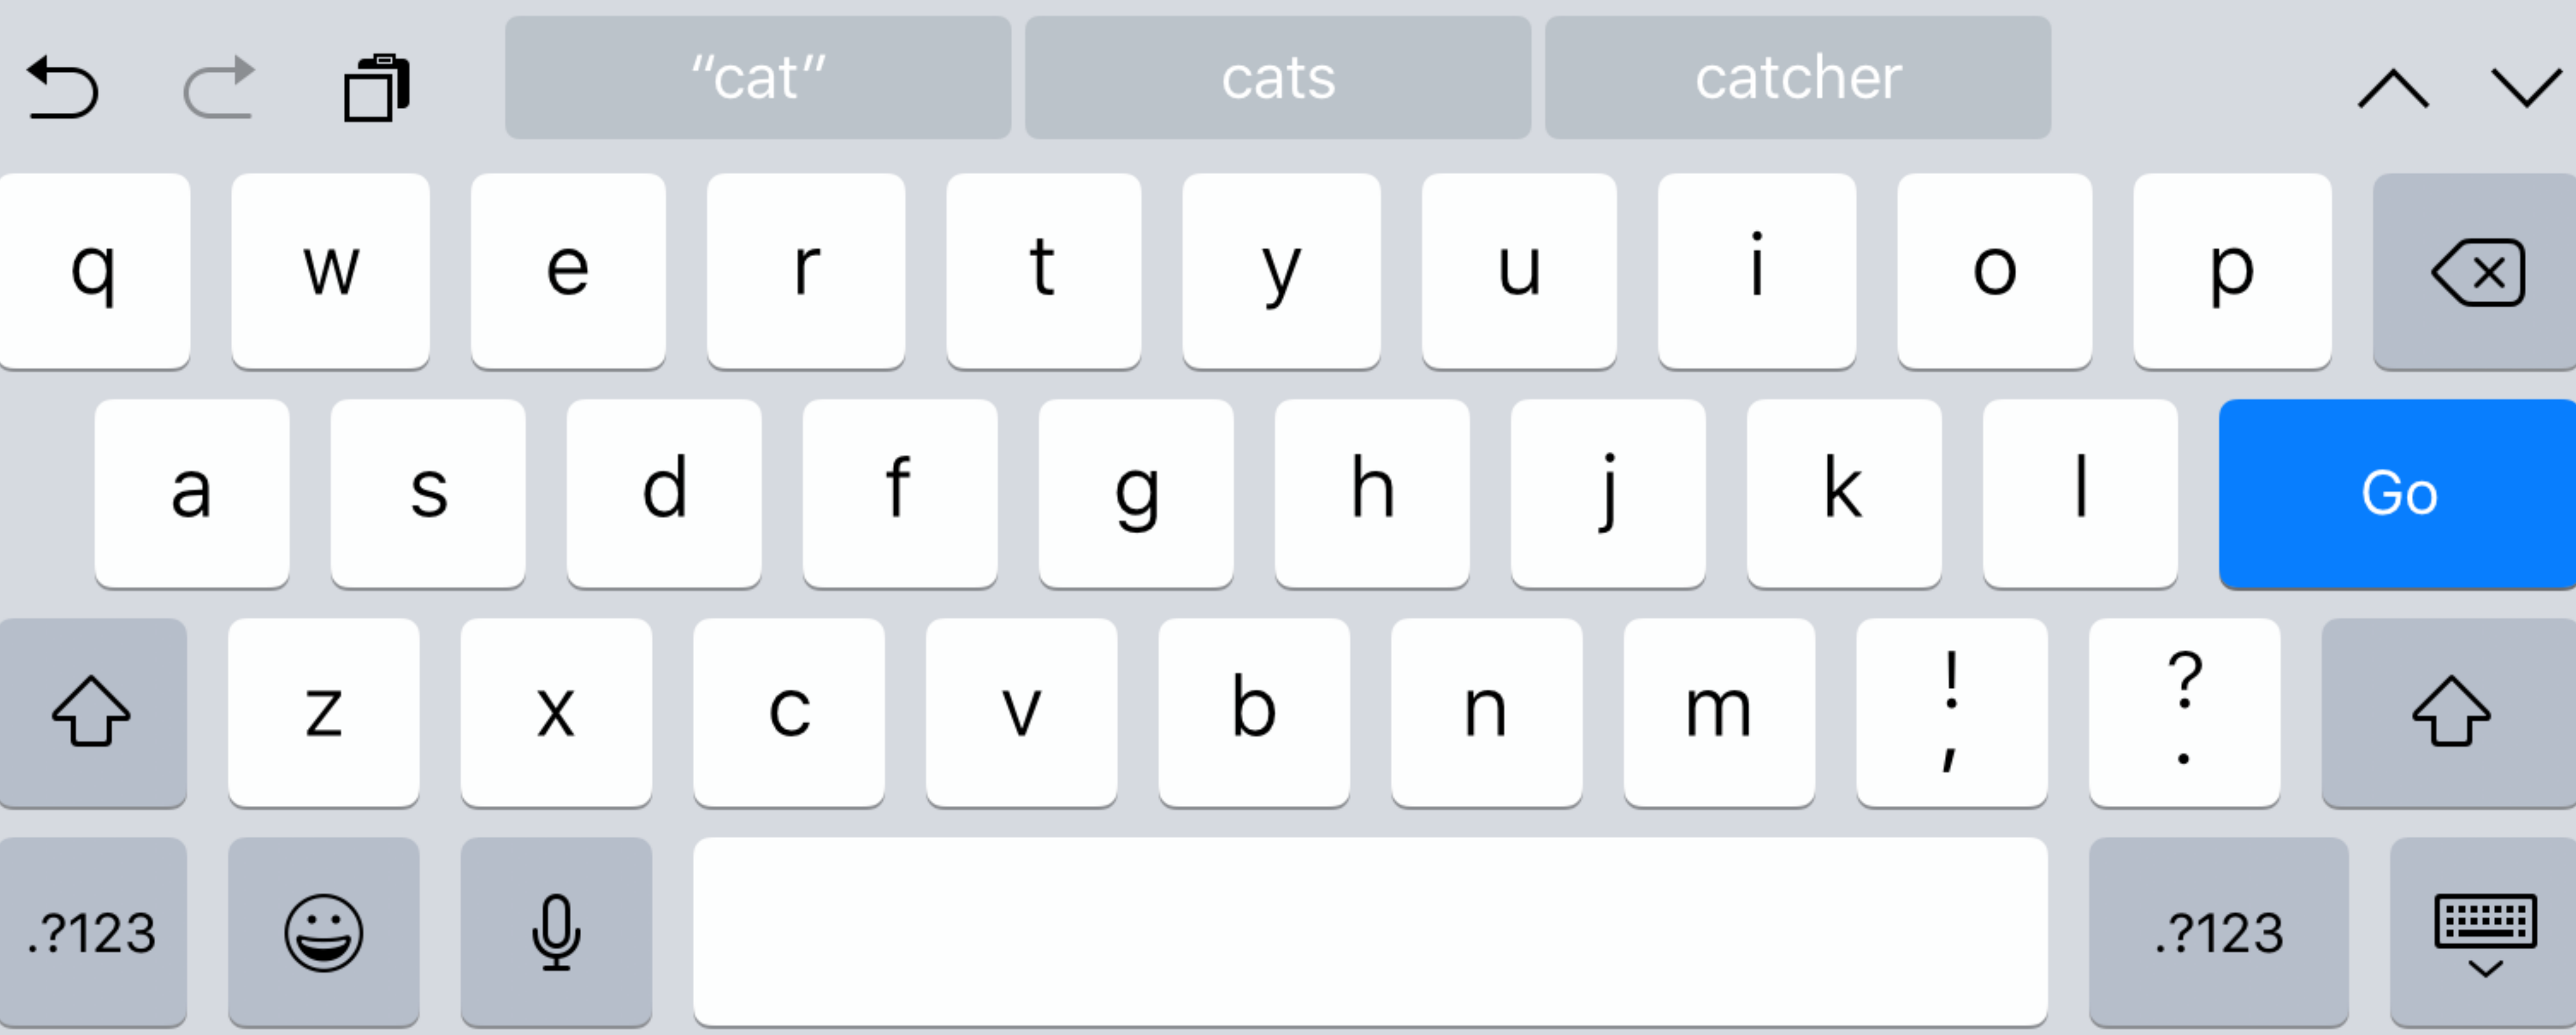 “cat” cats catcher
q w e r t y u i o p
a s d f g h j k l Go
z x c v b n m ! , ? .
.?123 .?123